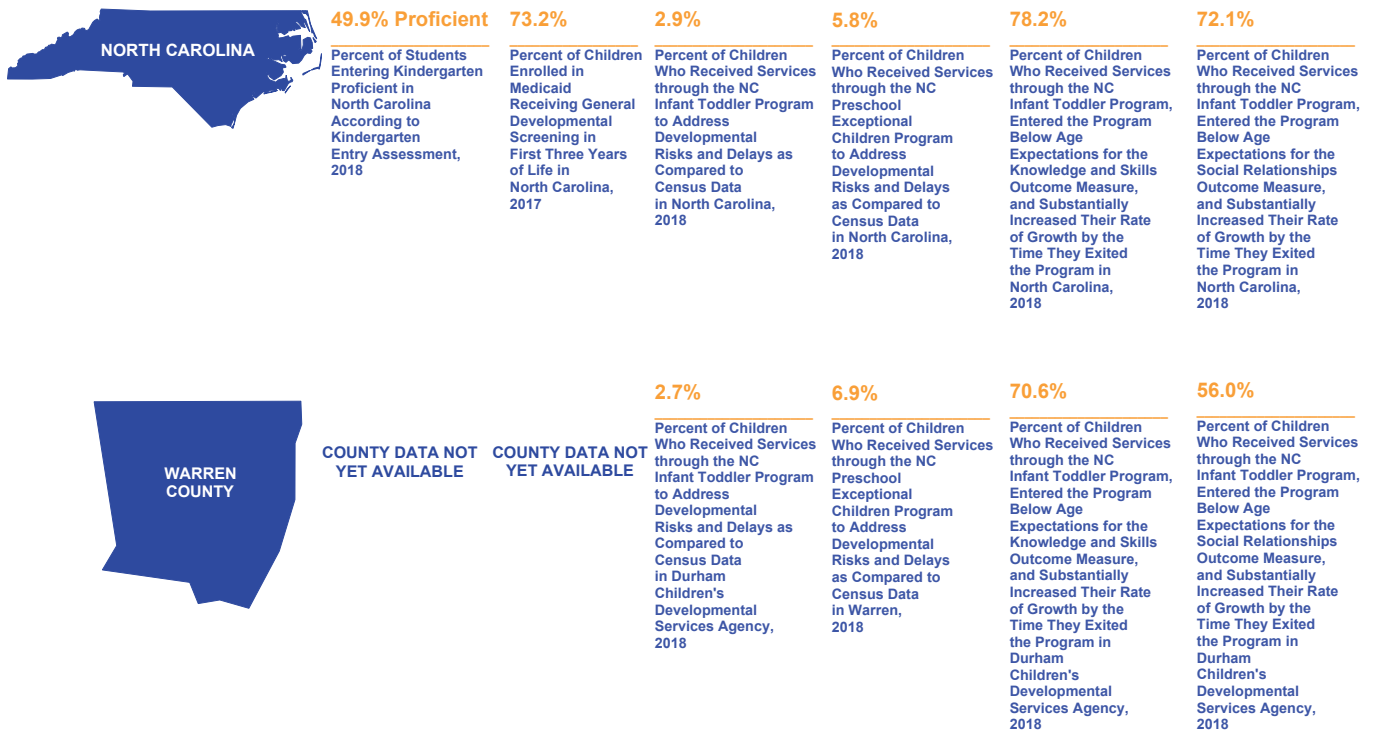 NORTH CAROLINA
49.9% Proficient
Percent of Students
Entering Kindergarten
Proficient in
North Carolina
According to
Kindergarten
Entry Assessment,
2018
73.2%
Percent of Children
Enrolled in
Medicaid
Receiving General
Developmental
Screening in
First Three Years
of Life in
North Carolina,
2017
2.9%
Percent of Children
Who Received Services
through the NC
Infant Toddler Program
to Address
Developmental
Risks and Delays as
Compared to
Census Data
in North Carolina,
2018
5.8%
Percent of Children
Who Received Services
through the NC
Preschool
Exceptional
Children Program
to Address
Developmental
Risks and Delays
as Compared to
Census Data
in North Carolina,
2018
78.2%
Percent of Children
Who Received Services
through the NC
Infant Toddler Program,
Entered the Program
Below Age
Expectations for the
Knowledge and Skills
Outcome Measure,
and Substantially
Increased Their Rate
of Growth by the
Time They Exited
the Program in
North Carolina,
2018
72.1%
Percent of Children
Who Received Services
through the NC
Infant Toddler Program,
Entered the Program
Below Age
Expectations for the
Social Relationships
Outcome Measure,
and Substantially
Increased Their Rate
of Growth by the
Time They Exited
the Program in
North Carolina,
2018
WARREN
COUNTY
COUNTY DATA NOT
YET AVAILABLE
COUNTY DATA NOT
YET AVAILABLE
2.7%
Percent of Children
Who Received Services
through the NC
Infant Toddler Program
to Address
Developmental
Risks and Delays as
Compared to
Census Data
in Durham
Children's
Developmental
Services Agency,
2018
6.9%
Percent of Children
Who Received Services
through the NC
Preschool
Exceptional
Children Program
to Address
Developmental
Risks and Delays
as Compared to
Census Data
in Warren,
2018
70.6%
Percent of Children
Who Received Services
through the NC
Infant Toddler Program,
Entered the Program
Below Age
Expectations for the
Knowledge and Skills
Outcome Measure,
and Substantially
Increased Their Rate
of Growth by the
Time They Exited
the Program in
Durham
Children's
Developmental
Services Agency,
2018
56.0%
Percent of Children
Who Received Services
through the NC
Infant Toddler Program,
Entered the Program
Below Age
Expectations for the
Social Relationships
Outcome Measure,
and Substantially
Increased Their Rate
of Growth by the
Time They Exited
the Program in
Durham
Children's
Developmental
Services Agency,
2018